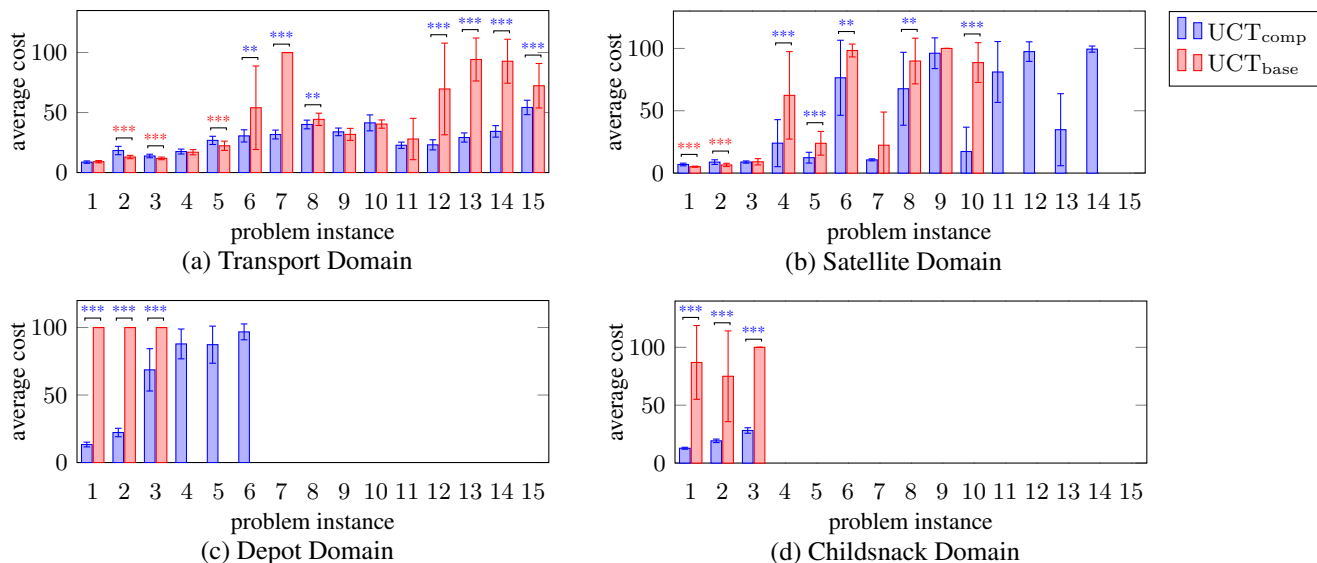 *** *** *** ** *** ** *** *** *** ***
average cost
100
50
0
1 2 3 4 5 6 7 8 9 10 11 12 13 14 15
problem instance
(a) Transport Domain
*** *** *** *** ** ** ***
average cost
100
50
0
1 2 3 4 5 6 7 8 9 10 11 12 13 14 15
problem instance
(b) Satellite Domain
UCTcomp
UCTbase
*** *** ***
average cost
100
50
0
1 2 3 4 5 6 7 8 9 10 11 12 13 14 15
problem instance
(c) Depot Domain
*** *** ***
average cost
100
50
0
1 2 3 4 5 6 7 8 9 10 11 12 13 14 15
problem instance
(d) Childsnack Domain